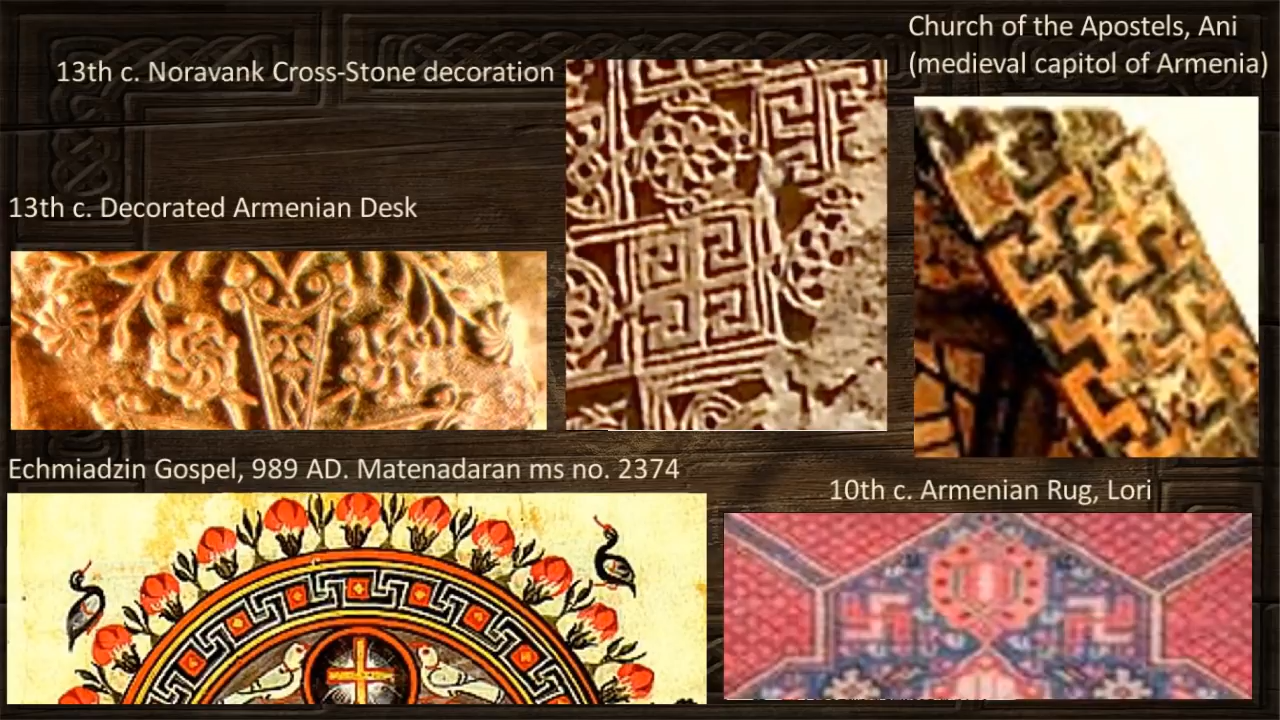 Church of the Apostels, Ani
(medieval capitol of Armenia)
13th c. Noravank Cross-Stone decoration
13th c. Decorated Armenian Desk
Echmiadzin Gospel, 989 AD. Matenadaran ms no. 2374
10th c. Armenian Rug, Lori